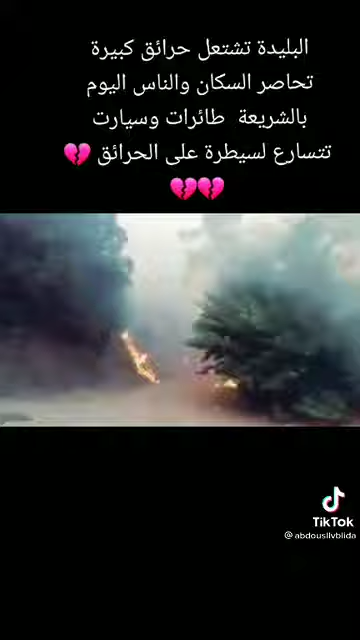 البليدة تشتعل حرائق كبيرة
تحاصر السكان والناس اليوم
بالشريعة طائرات وسيارت
تتسارع لسيطرة على الحرائق 💔
💔💔
TikTok
@abdousllvblida